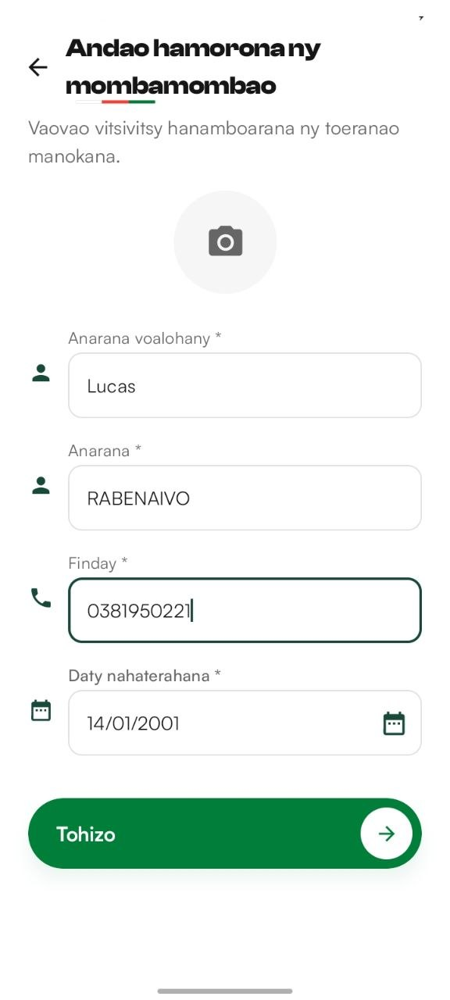 Andao hamorona ny
mombamombao
Vaovao vitsivitsy hanamboarana ny toeranao
manokana.
Anarana voalohany *
Lucas
Anarana *
RABENAIVO
Finday *
0381950221
Daty nahaterahana *
14/01/2001
Tohizo